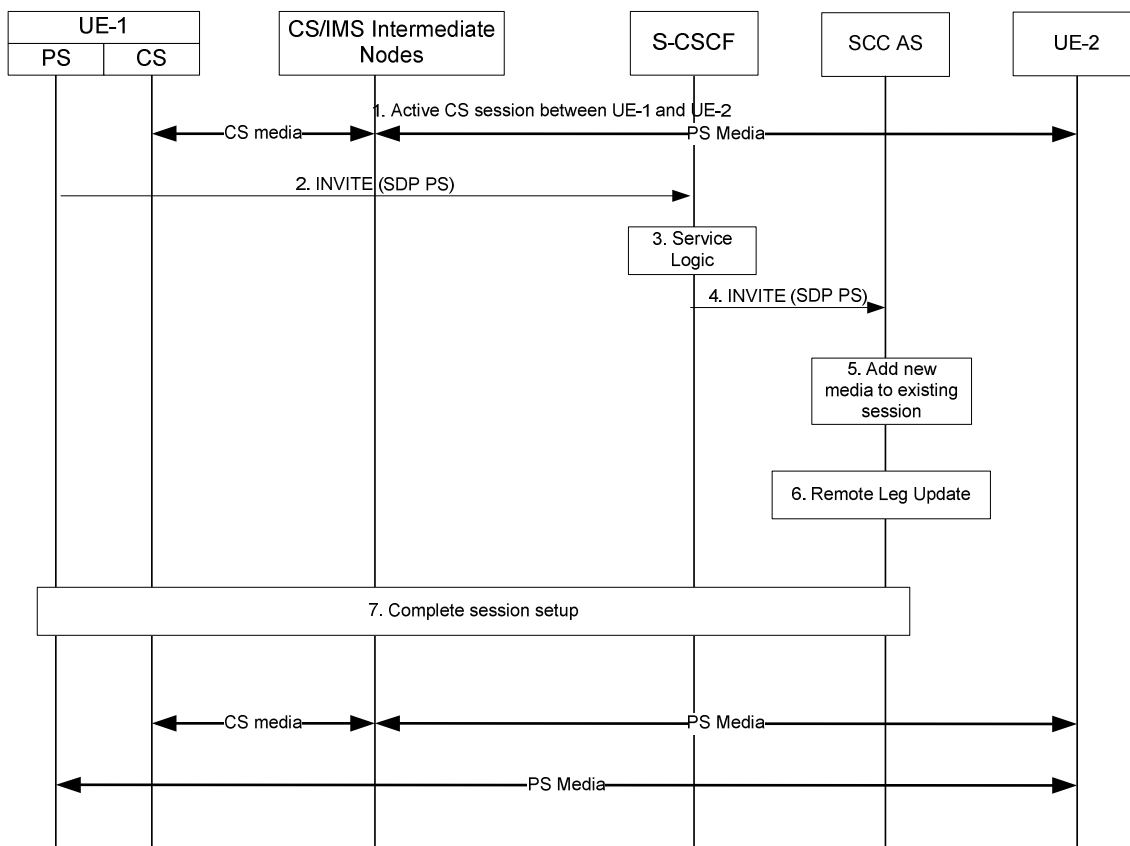 UE-1
PS
CS
CS/IMS Intermediate
Nodes
S-CSCF
SCC AS
UE-2
1. Active CS session between UE-1 and UE-2
CS media
PS Media
2. INVITE (SDP PS)
3. Service
Logic
4. INVITE (SDP PS)
5. Add new
media to existing
session
6. Remote Leg Update
7. Complete session setup
CS media
PS Media
PS Media